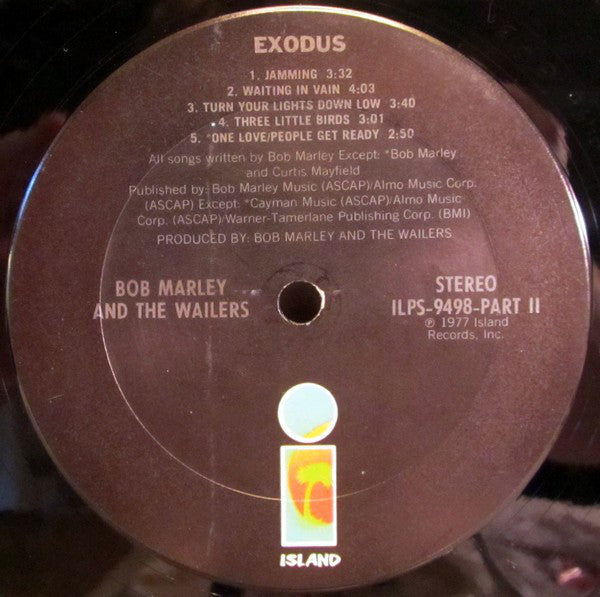 EXODUS
1. JAMMING 3:32
2. WAITING IN VAIN 4:03
3. TURN YOUR LIGHTS DOWN LOW 3:40
4. THREE LITTLE BIRDS 3:01
5. *ONE LOVE/PEOPLE GET READY 2:50
All songs written by Bob Marley Except: *Bob Marley
and Curtis Mayfield
Published by: Bob Marley Music (ASCAP)/Almo Music Corp.
(ASCAP) Except: *Cayman Music (ASCAP)/Almo Music
Corp. (ASCAP)/Warner-Tamerlane Publishing Corp. (BMI)
PRODUCED BY: BOB MARLEY AND THE WAILERS
BOB MARLEY
AND THE WAILERS
STEREO
ILPS-9498-PART II
℗ 1977 Island
Records, Inc.
i
ISLAND